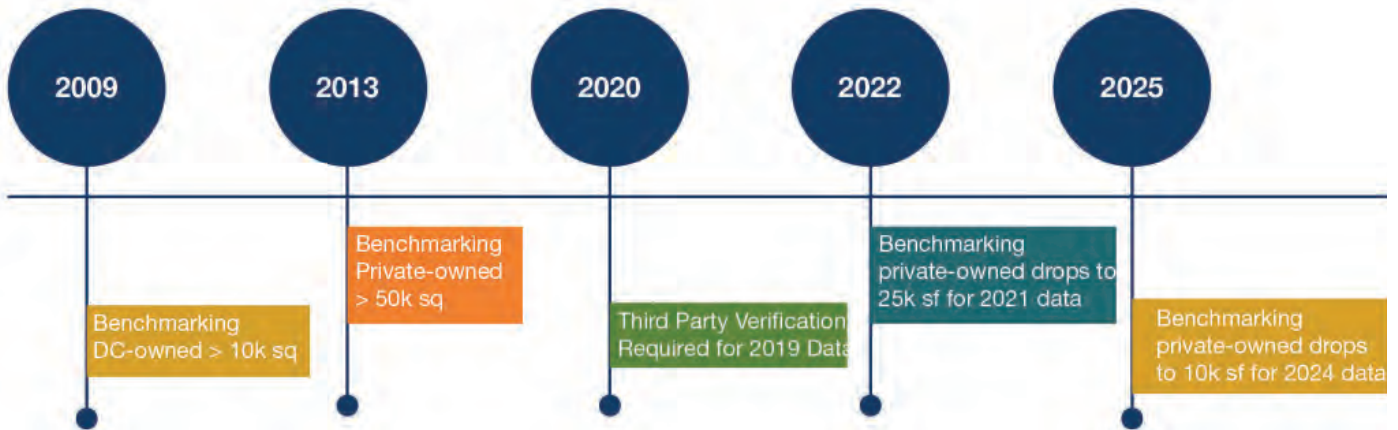 2009
2013
2020
2022
2025
Benchmarking
DC-owned > 10k sq
Benchmarking
Private-owned
> 50k sq
Third Party Verification
Required for 2019 Data
Benchmarking
private-owned drops to
25k sf for 2021 data
Benchmarking
private-owned drops
to 10k sf for 2024 data